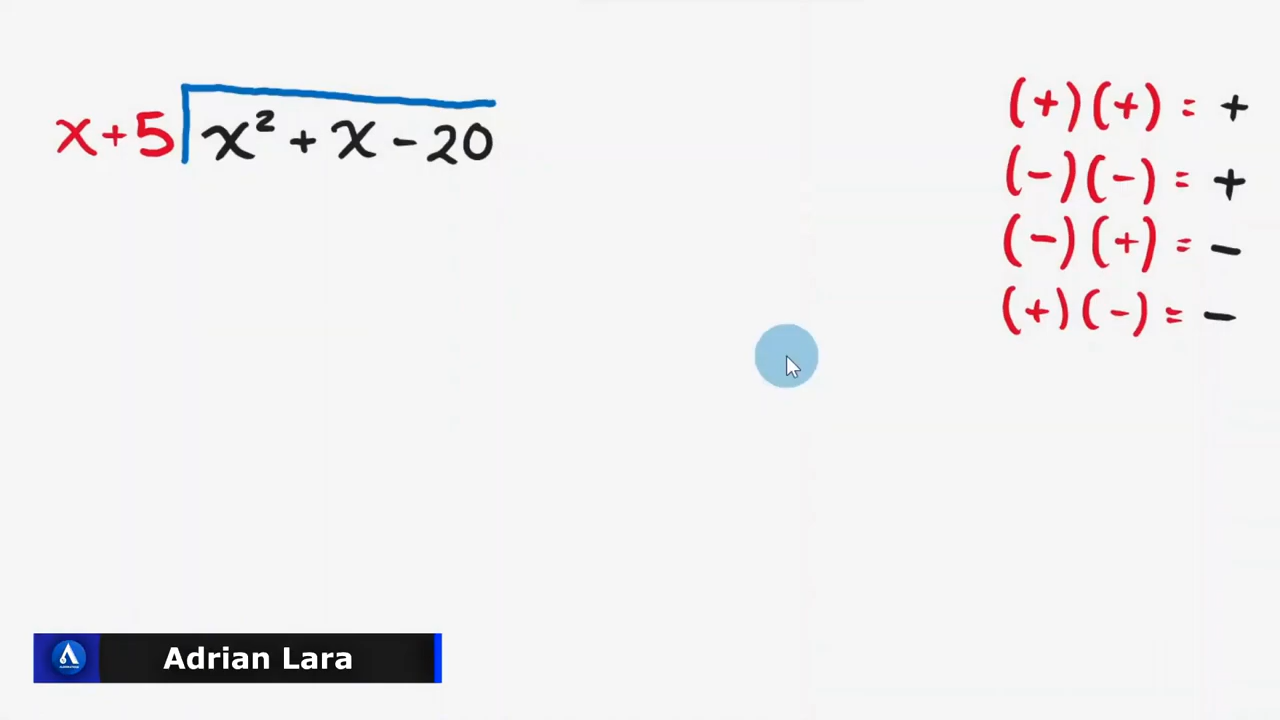 x+5 x² + x - 20
(+)(+) = +
(-)(-) = +
(-)(+) = -
(+)(-) = -
Adrian Lara